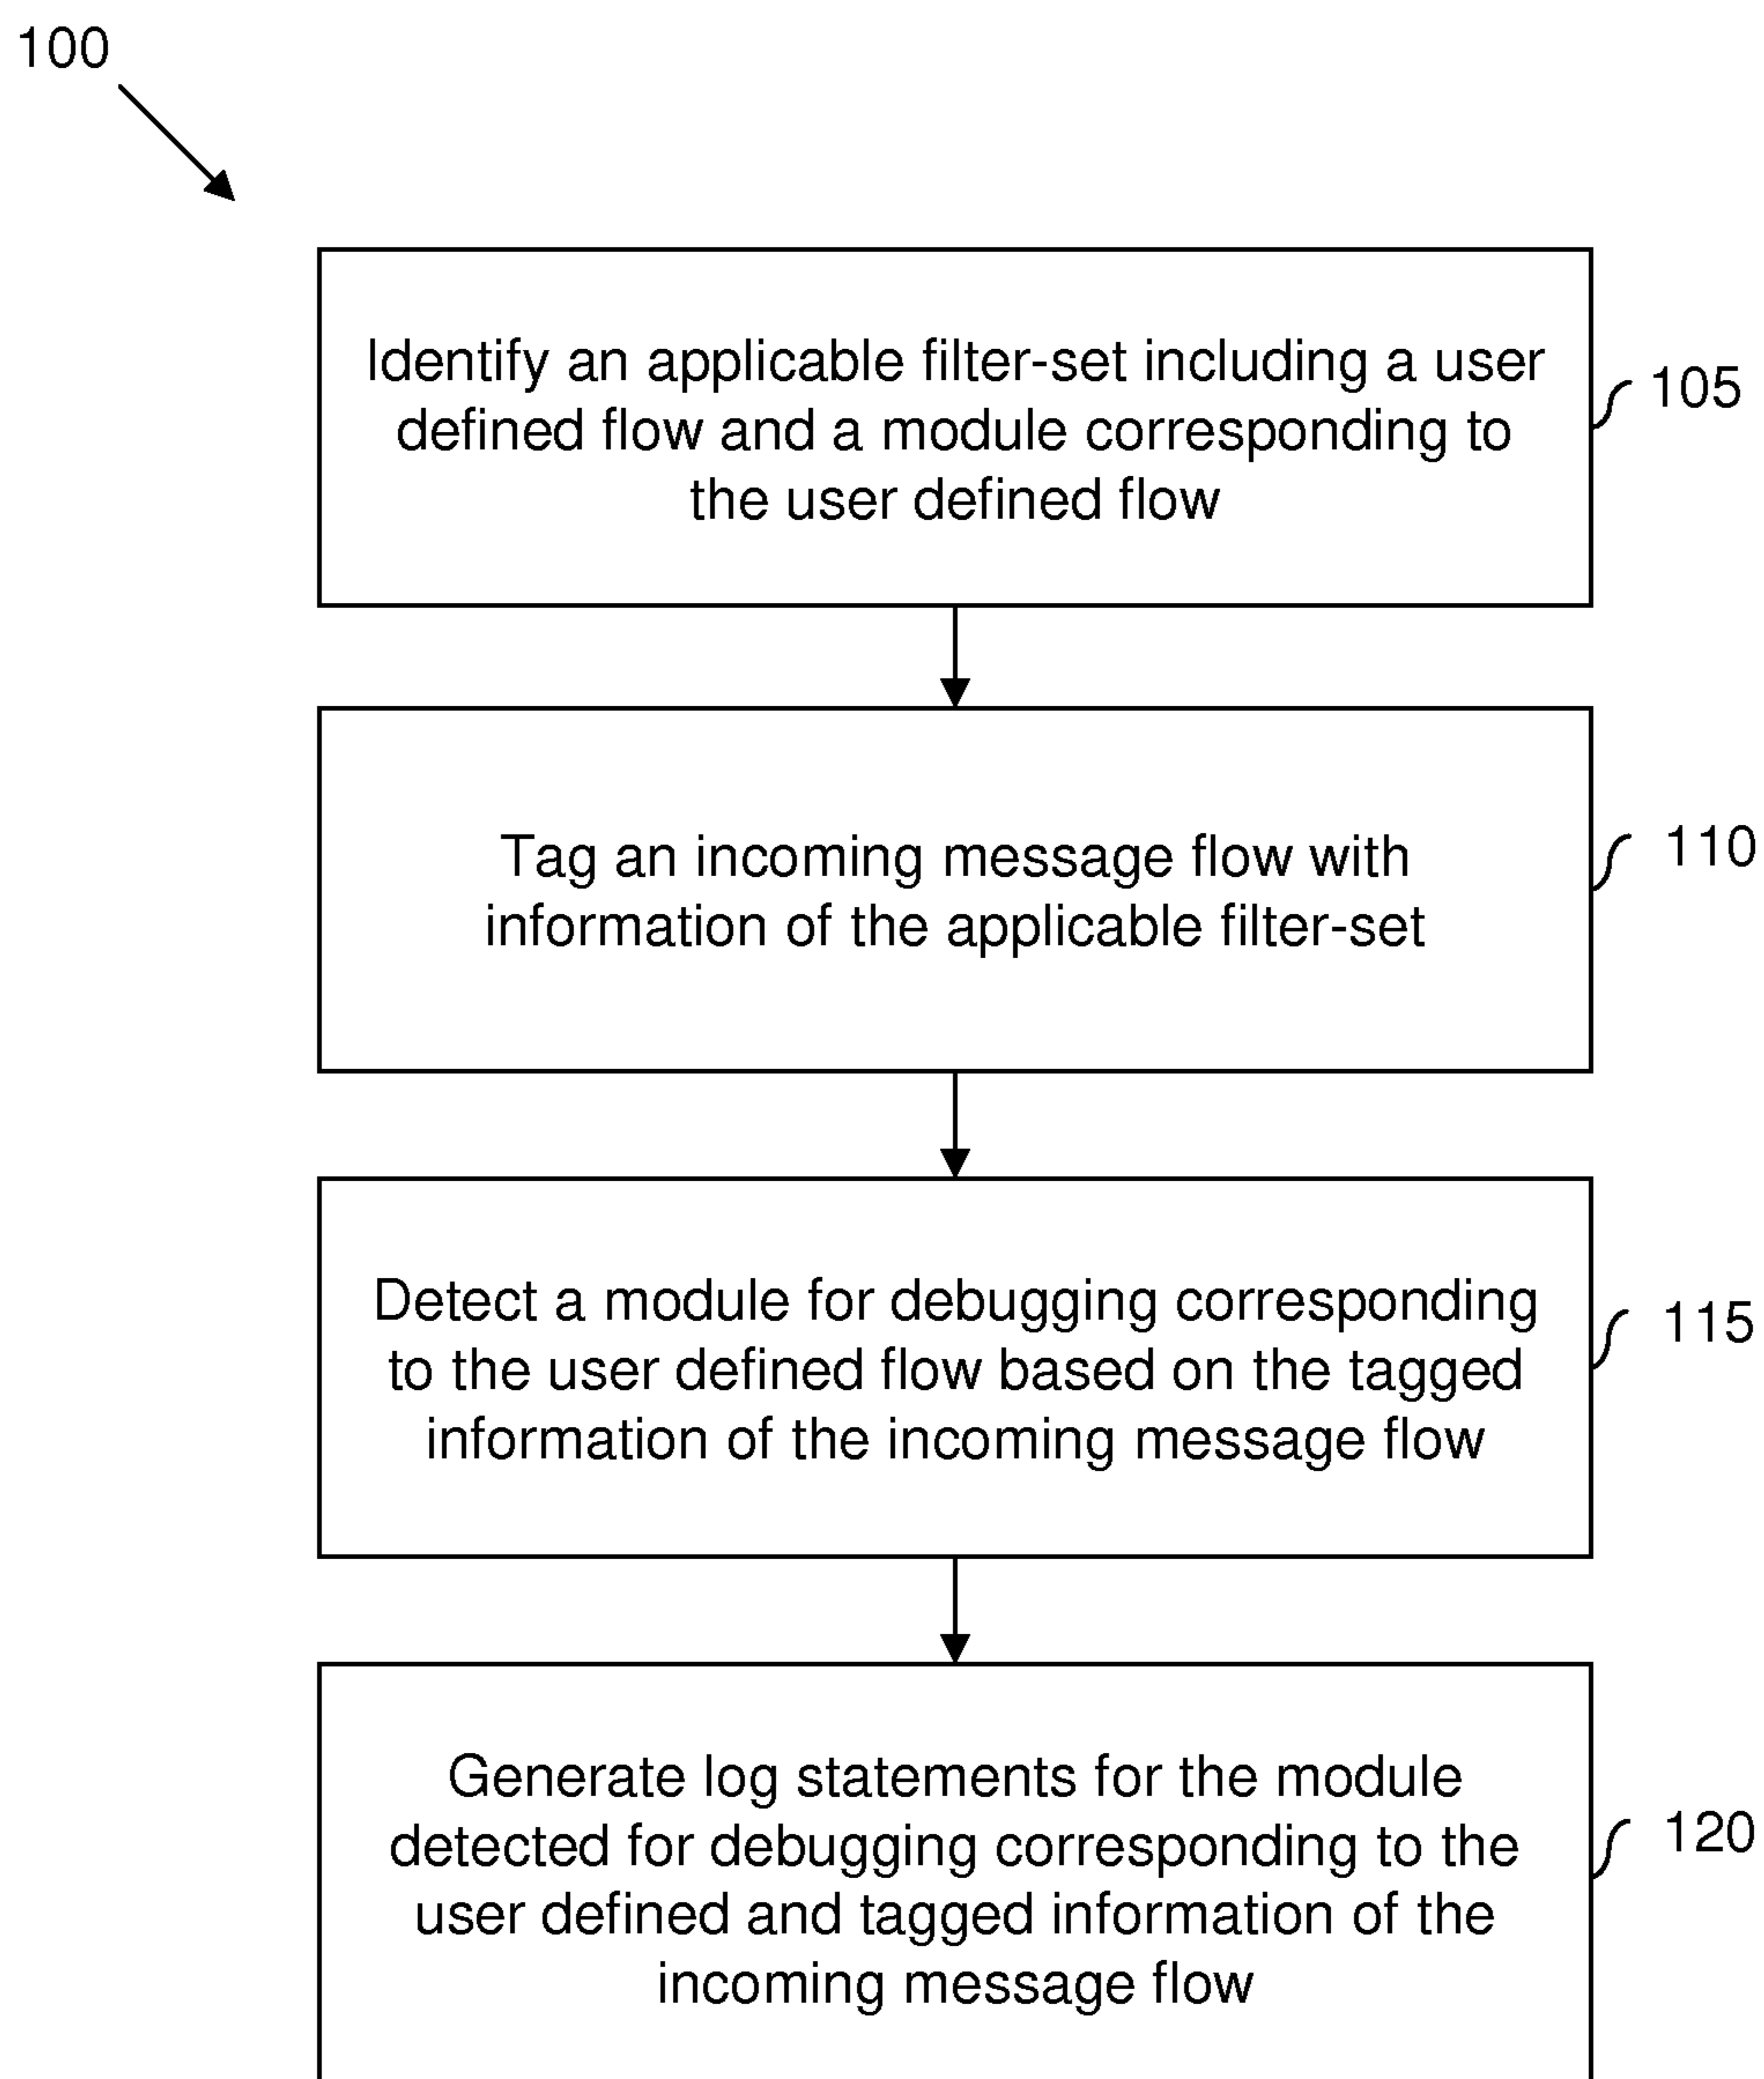 100
Identify an applicable filter-set including a user
defined flow and a module corresponding to
the user defined flow
105
Tag an incoming message flow with
information of the applicable filter-set
110
Detect a module for debugging corresponding
to the user defined flow based on the tagged
information of the incoming message flow
115
Generate log statements for the module
detected for debugging corresponding to the
user defined and tagged information of the
incoming message flow
120